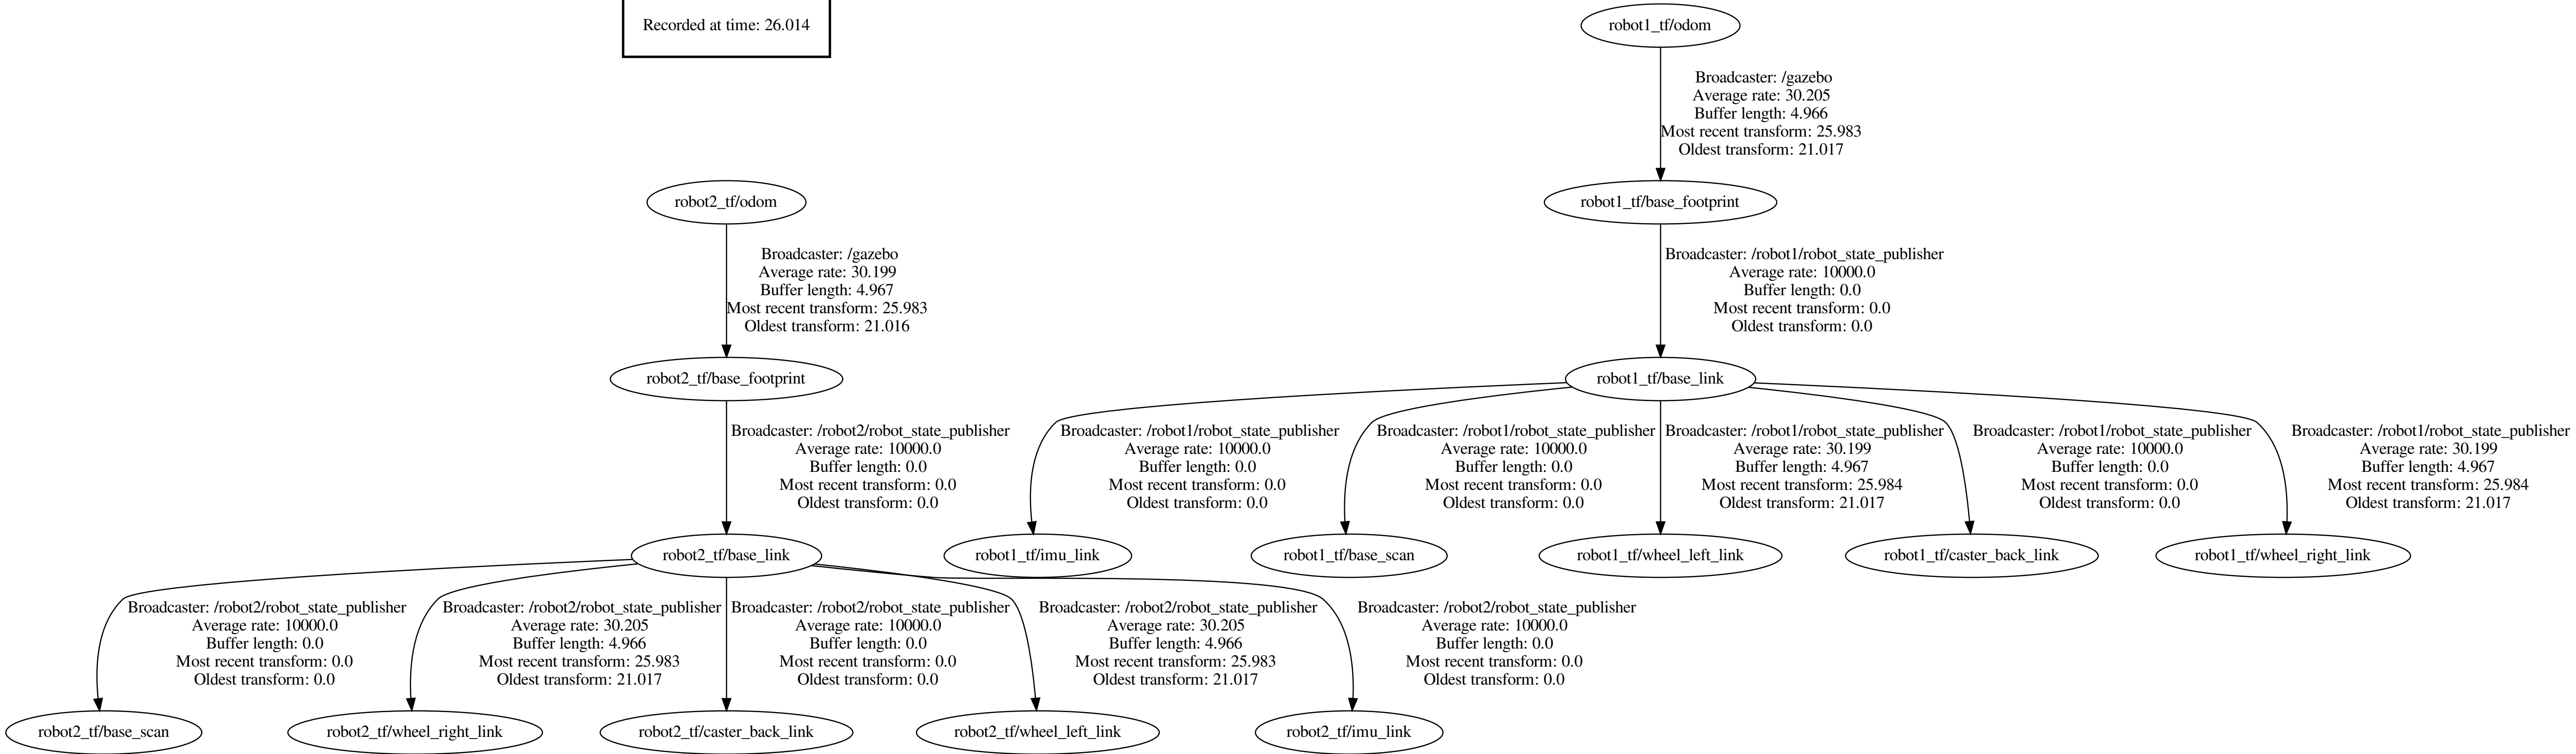 Recorded at time: 26.014
robot1_tf/odom
Broadcaster: /gazebo
Average rate: 30.205
Buffer length: 4.966
Most recent transform: 25.983
Oldest transform: 21.017
robot2_tf/odom
robot1_tf/base_footprint
Broadcaster: /gazebo
Average rate: 30.199
Buffer length: 4.967
Most recent transform: 25.983
Oldest transform: 21.016
Broadcaster: /robot1/robot_state_publisher
Average rate: 10000.0
Buffer length: 0.0
Most recent transform: 0.0
Oldest transform: 0.0
robot2_tf/base_footprint
robot1_tf/base_link
Broadcaster: /robot2/robot_state_publisher
Average rate: 10000.0
Buffer length: 0.0
Most recent transform: 0.0
Oldest transform: 0.0
Broadcaster: /robot1/robot_state_publisher
Average rate: 10000.0
Buffer length: 0.0
Most recent transform: 0.0
Oldest transform: 0.0
Broadcaster: /robot1/robot_state_publisher
Average rate: 10000.0
Buffer length: 0.0
Most recent transform: 0.0
Oldest transform: 0.0
Broadcaster: /robot1/robot_state_publisher
Average rate: 30.199
Buffer length: 4.967
Most recent transform: 25.984
Oldest transform: 21.017
Broadcaster: /robot1/robot_state_publisher
Average rate: 10000.0
Buffer length: 0.0
Most recent transform: 0.0
Oldest transform: 0.0
Broadcaster: /robot1/robot_state_publisher
Average rate: 30.199
Buffer length: 4.967
Most recent transform: 25.984
Oldest transform: 21.017
robot2_tf/base_link
robot1_tf/imu_link
robot1_tf/base_scan
robot1_tf/wheel_left_link
robot1_tf/caster_back_link
robot1_tf/wheel_right_link
Broadcaster: /robot2/robot_state_publisher
Average rate: 10000.0
Buffer length: 0.0
Most recent transform: 0.0
Oldest transform: 0.0
Broadcaster: /robot2/robot_state_publisher
Average rate: 30.205
Buffer length: 4.966
Most recent transform: 25.983
Oldest transform: 21.017
Broadcaster: /robot2/robot_state_publisher
Average rate: 10000.0
Buffer length: 0.0
Most recent transform: 0.0
Oldest transform: 0.0
Broadcaster: /robot2/robot_state_publisher
Average rate: 30.205
Buffer length: 4.966
Most recent transform: 25.983
Oldest transform: 21.017
Broadcaster: /robot2/robot_state_publisher
Average rate: 10000.0
Buffer length: 0.0
Most recent transform: 0.0
Oldest transform: 0.0
robot2_tf/base_scan
robot2_tf/wheel_right_link
robot2_tf/caster_back_link
robot2_tf/wheel_left_link
robot2_tf/imu_link